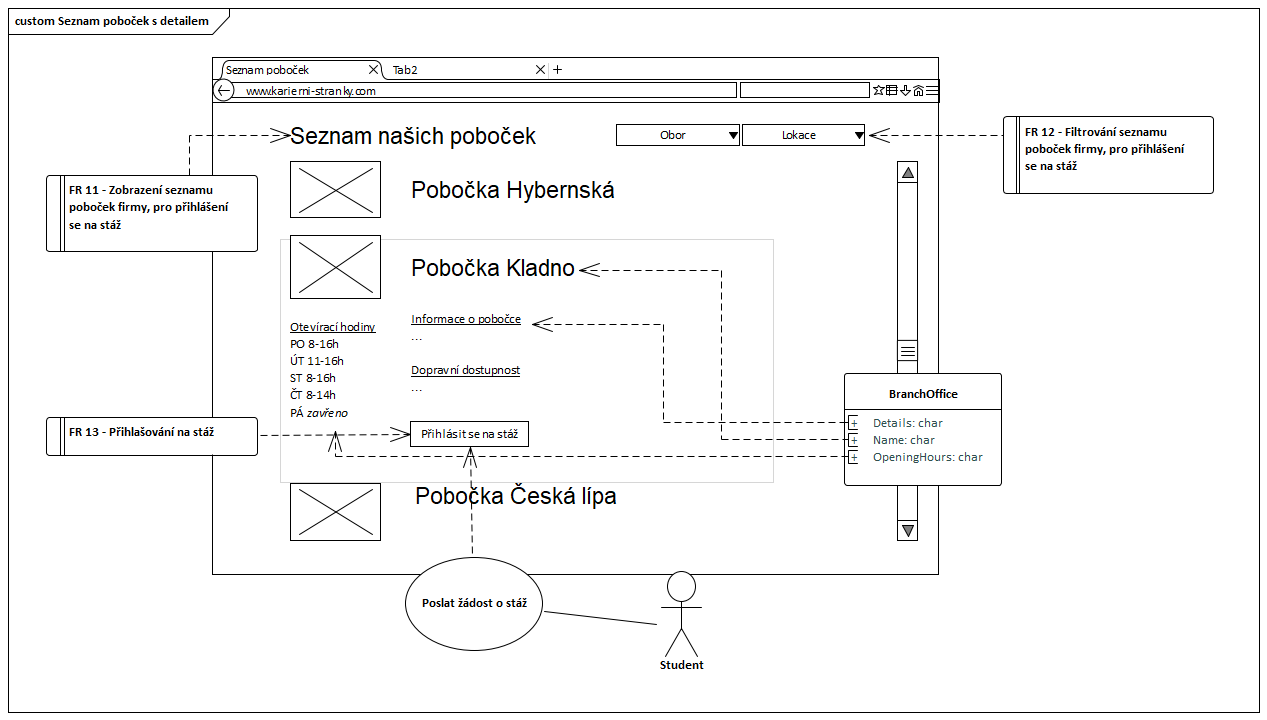 custom Seznam poboček s detailem
Seznam poboček
Tab2
www.karierni-stranky.com
Seznam našich poboček
Obor
Lokace
FR 12 - Filtrování seznamu
poboček firmy, pro přihlášení
se na stáž
FR 11 - Zobrazení seznamu
poboček firmy, pro přihlášení
se na stáž
Pobočka Hybernská
Pobočka Kladno
Otevírací hodiny
PO 8-16h
ÚT 11-16h
ST 8-16h
ČT 8-14h
PÁ zavřeno
Informace o pobočce
...
Dopravní dostupnost
...
BranchOffice
+ Details: char
+ Name: char
+ OpeningHours: char
FR 13 - Přihlašování na stáž
Přihlásit se na stáž
Pobočka Česká lípa
Poslat žádost o stáž
Student